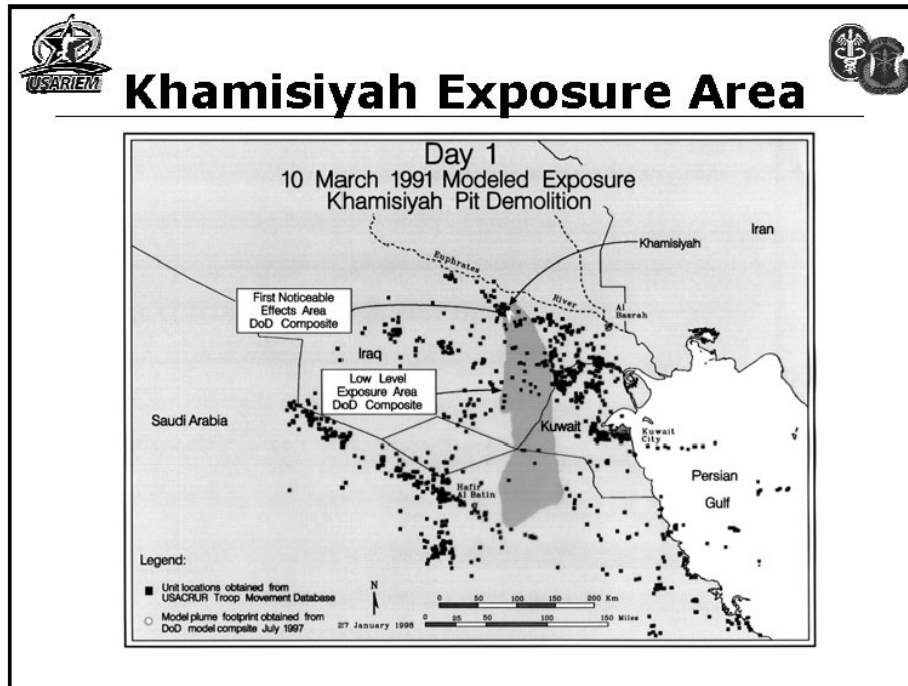 USARIEM
Khamisiyah Exposure Area
Day 1
10 March 1991 Modeled Exposure
Khamisiyah Pit Demolition
Iran
Khamisiyah
Euphrates
River
Al
Basrah
First Noticeable
Effects Area
DoD Composite
Iraq
Low Level
Exposure Area
DoD Composite
Saudi Arabia
Kuwait
Kuwait
City
Persian
Gulf
Hafir
Al Batin
Legend:
Unit locations obtained from
USACRUR Troop Movement Database
Model plume footprint obtained from
DoD model compsite July 1997
N
27 January 1998
0 50 100 150 200 Km
0 25 50 100 150 Miles